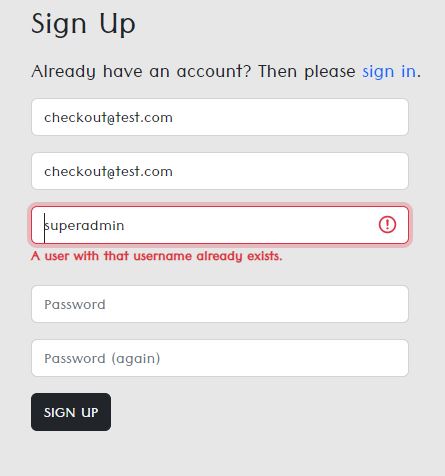 Sign Up
Already have an account? Then please sign in.
checkout@test.com
checkout@test.com
superadmin
A user with that username already exists.
Password
Password (again)
SIGN UP